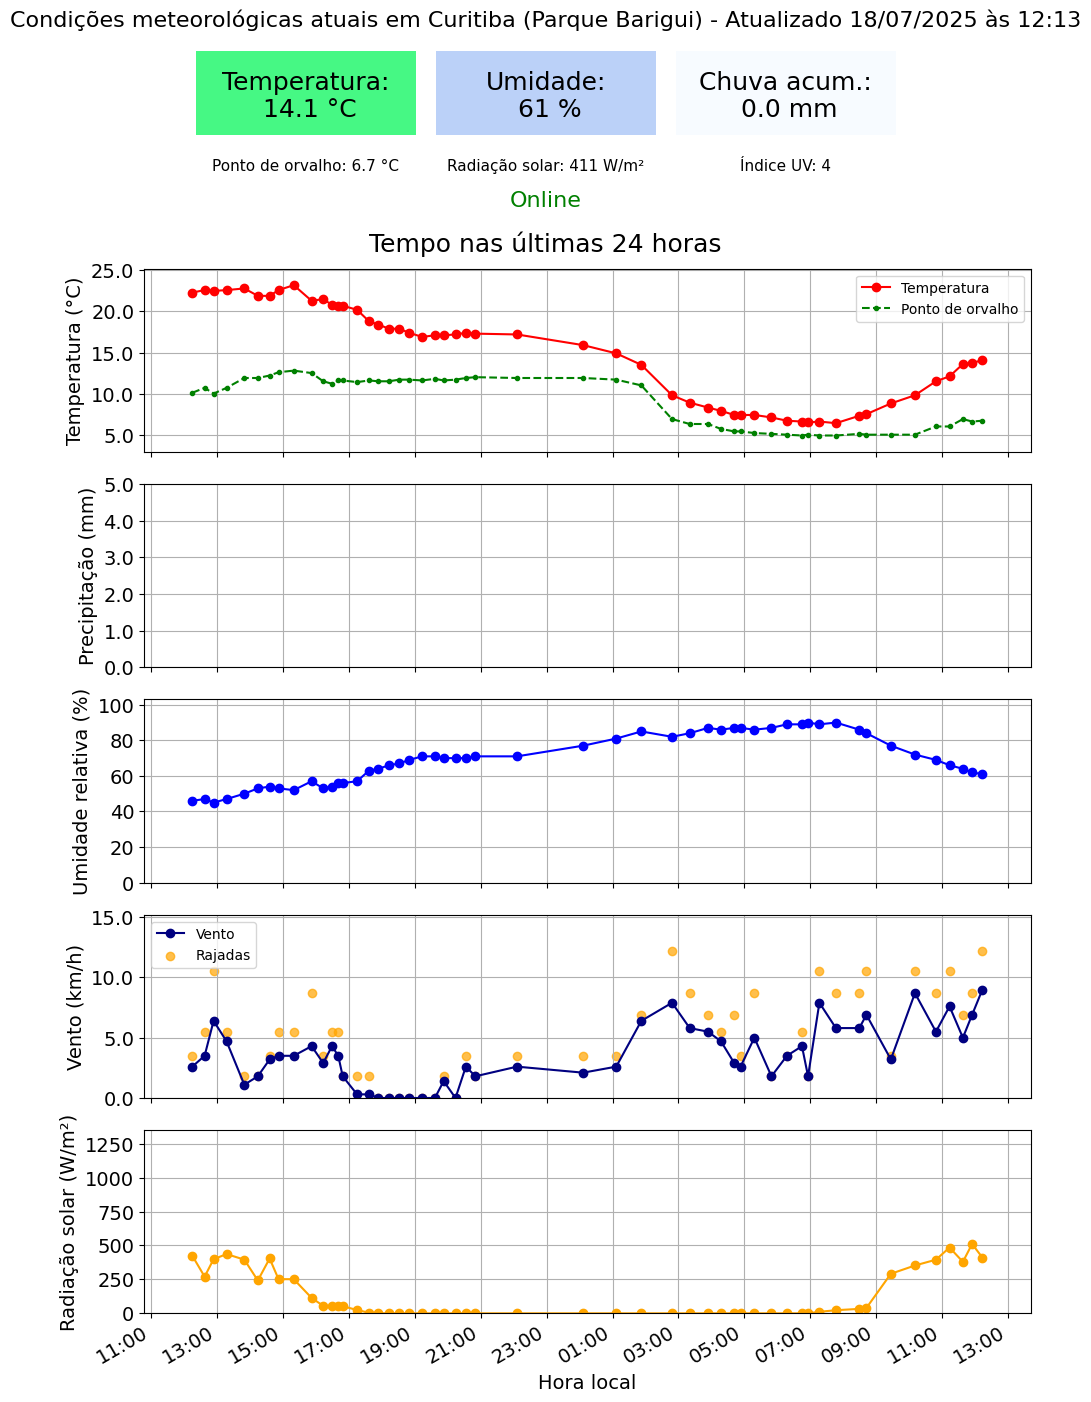 Condições meteorológicas atuais em Curitiba (Parque Barigui) - Atualizado 18/07/2025 às 12:13
Temperatura:
14.1 °C
Umidade:
61 %
Chuva acum.:
0.0 mm
Ponto de orvalho: 6.7 °C
Radiação solar: 411 W/m²
Índice UV: 4
Online
Tempo nas últimas 24 horas
Temperatura (°C)
25.0
20.0
15.0
10.0
5.0
Temperatura
Ponto de orvalho
Precipitação (mm)
5.0
4.0
3.0
2.0
1.0
0.0
Umidade relativa (%)
100
80
60
40
20
0
Vento (km/h)
15.0
10.0
5.0
0.0
Vento
Rajadas
Radiação solar (W/m²)
1250
1000
750
500
250
0
11:00
13:00
15:00
17:00
19:00
21:00
23:00
01:00
03:00
05:00
07:00
09:00
11:00
13:00
Hora local